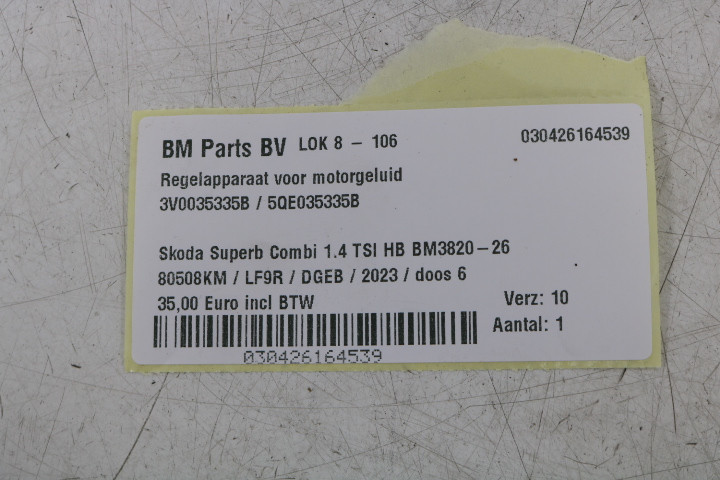 BM Parts BV LOK 8 - 106 030426164539
Regelapparaat voor motorgeluid
3V0035335B / 5QE035335B
Skoda Superb Combi 1.4 TSI HB BM3820-26
80508KM / LF9R / DGEB / 2023 / doos 6
35,00 Euro incl BTW Verz: 10
Aantal: 1
030426164539